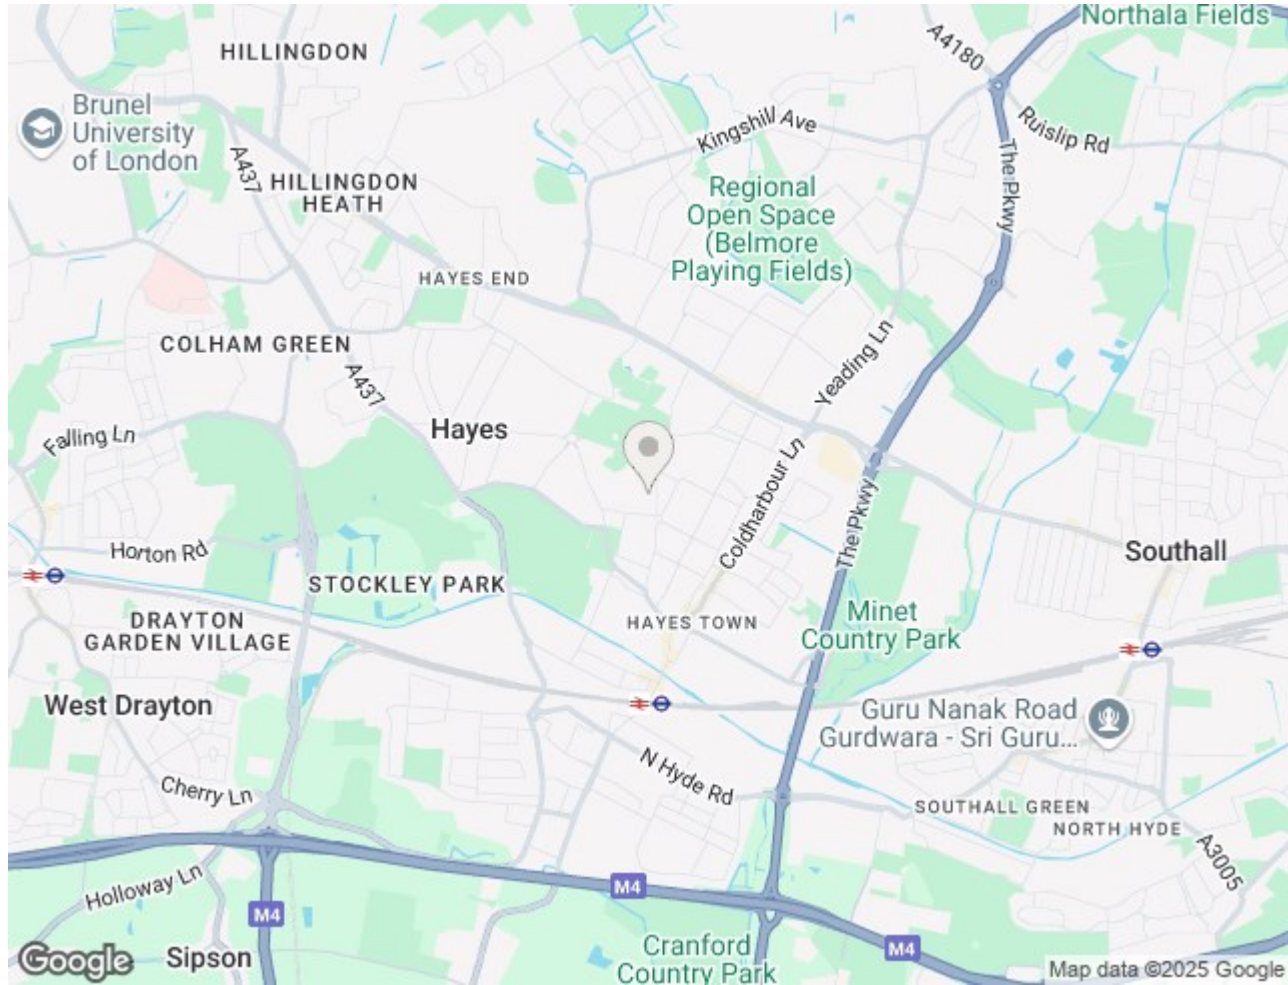 Northala Fields
A4180
HILLINGDON
Brunel
University
of London
Kingshill Ave
Ruislip Rd
The Pkwy
A437
HILLINGDON
HEATH
Regional
Open Space
(Belmore
Playing Fields)
HAYES END
COLHAM GREEN
A437
Yeading Ln
Hayes
Falling Ln
Coldharbour Ln
The Pkwy
Horton Rd
Southall
STOCKLEY PARK
DRAYTON
GARDEN VILLAGE
HAYES TOWN
Minet
Country Park
West Drayton
Guru Nanak Road
Gurdwara - Sri Guru...
N Hyde Rd
Cherry Ln
SOUTHALL GREEN
NORTH HYDE
A3005
Holloway Ln
M4
M4
M4
Sipson
Cranford
Country Park
Google
Map data ©2025 Google